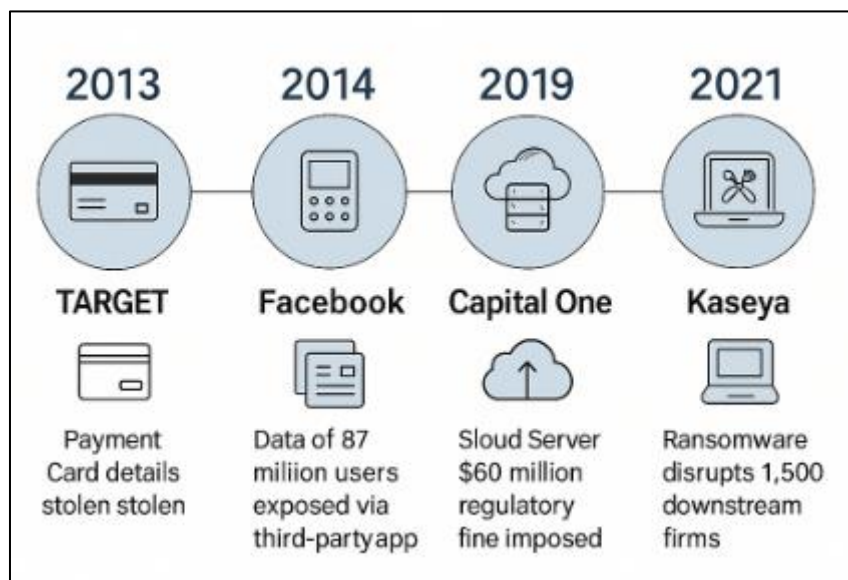 2013
2014
2019
2021
TARGET
Facebook
Capital One
Kaseya
Payment
Card details
stolen stolen
Data of 87
miliion users
exposed via
third-partyapp
Sloud Server
$60 million
regulatory
fine imposed
Ransomware
disrupts 1,500
downstream
firms